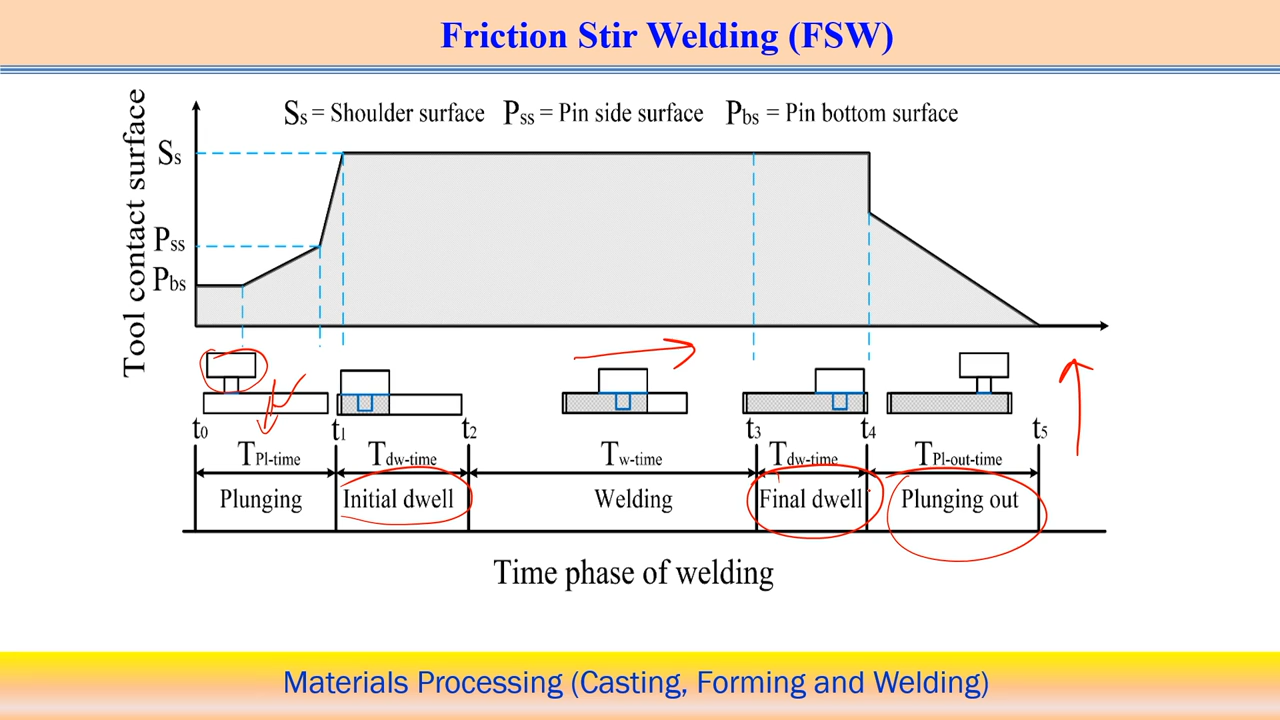 Friction Stir Welding (FSW)
Ss = Shoulder surface Pss = Pin side surface Pbs = Pin bottom surface
Tool contact surface
Ss
Pss
Pbs
t0 t1 t2 t3 t4 t5
TPl-time Tdw-time Tw-time Tdw-time TPl-out-time
Plunging Initial dwell Welding Final dwell Plunging out
Time phase of welding
Materials Processing (Casting, Forming and Welding)